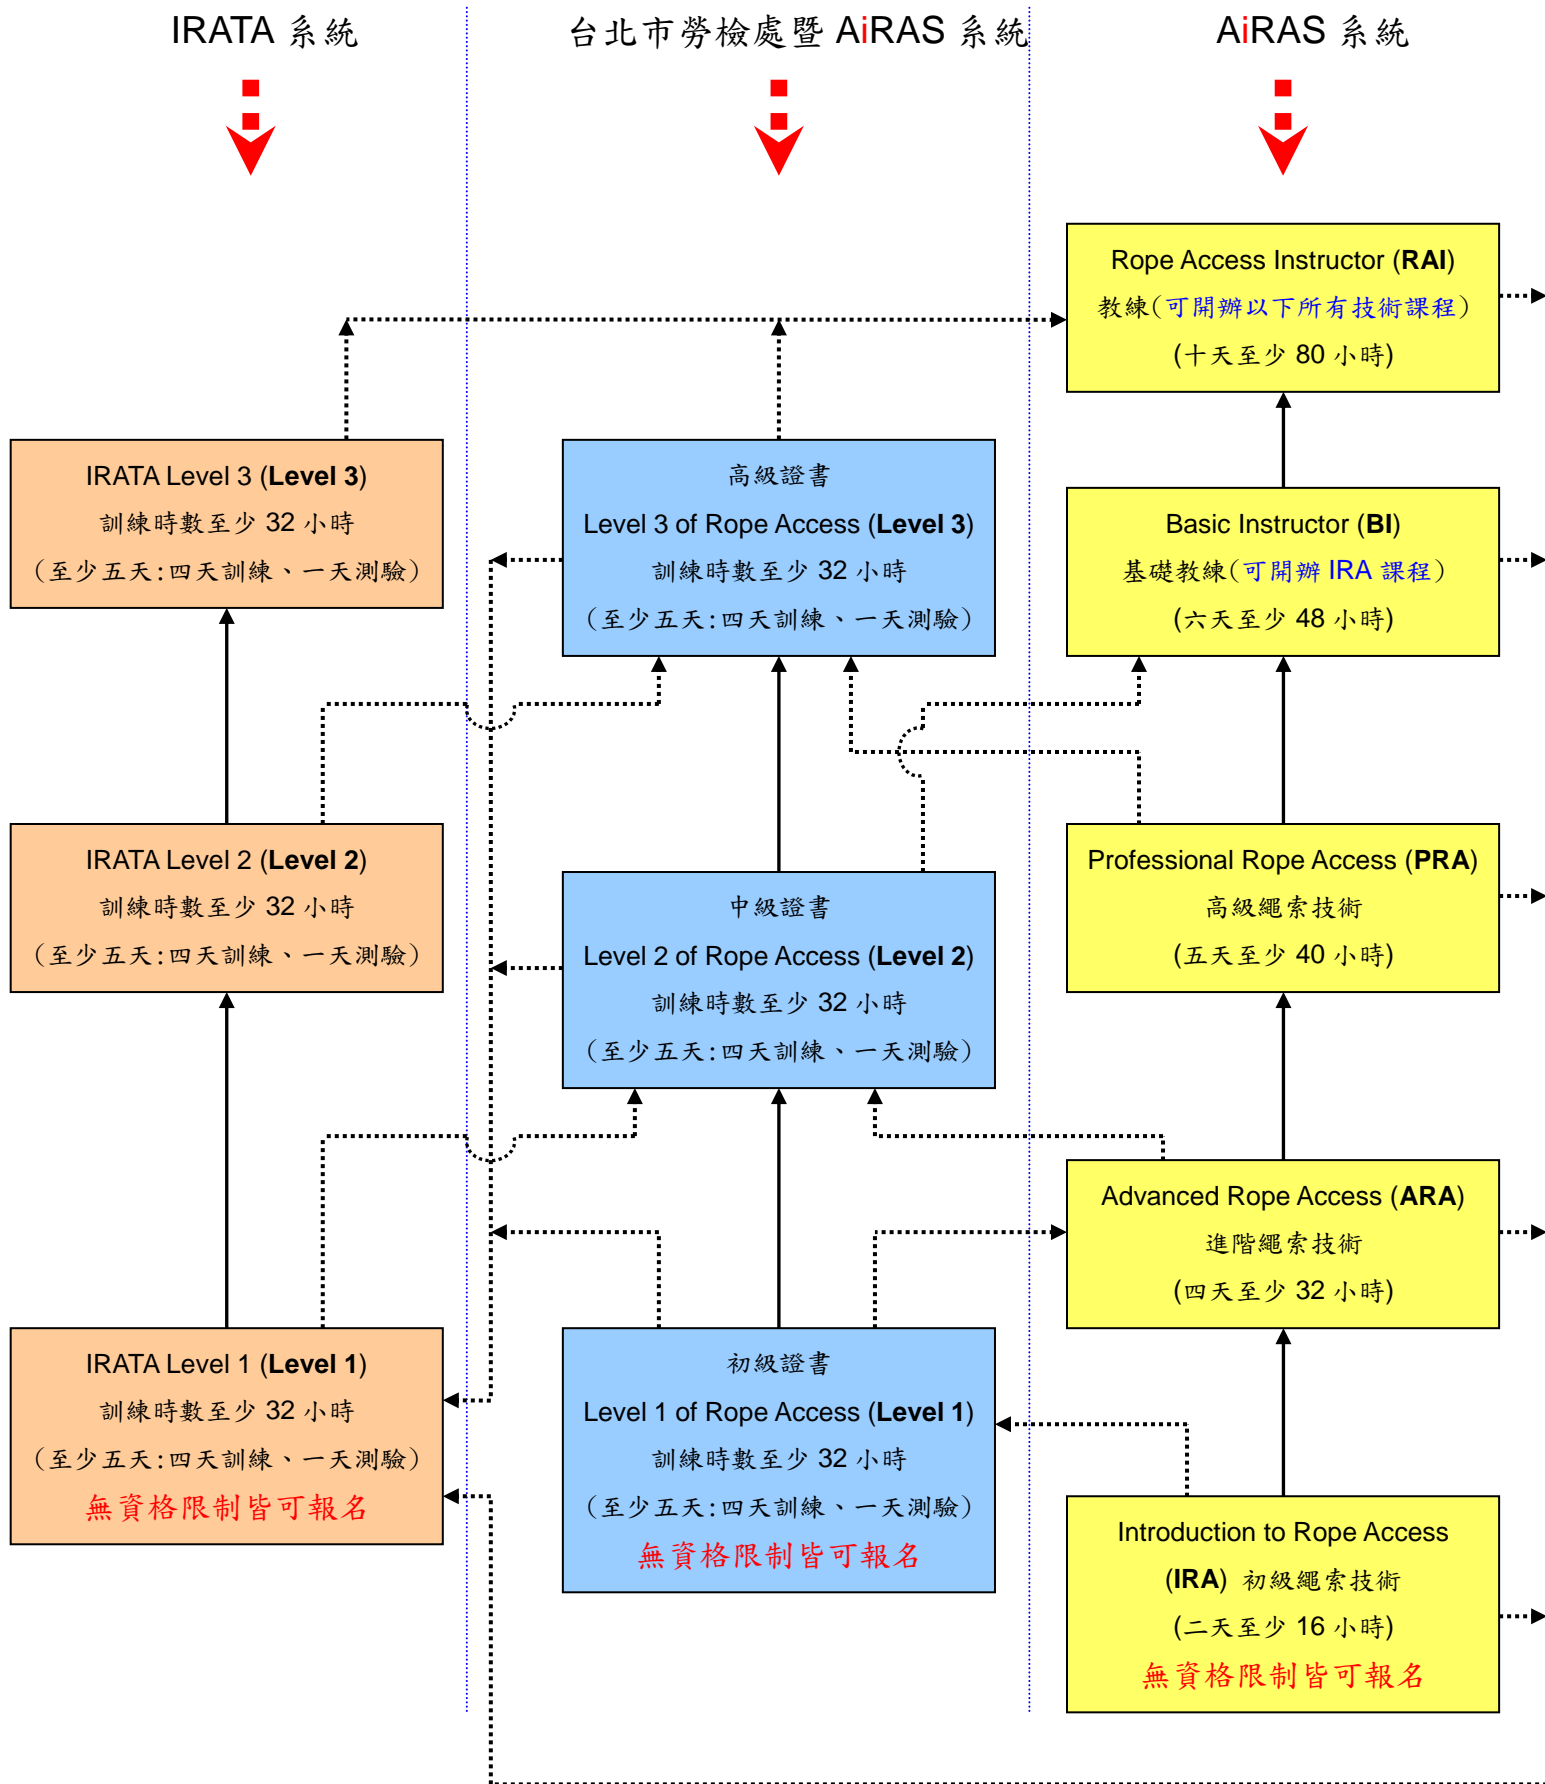 IRATA 系統
台北市勞檢處暨 AiRAS 系統
AiRAS 系統
Rope Access Instructor (RAI)
教練(可開辦以下所有技術課程)
(十天至少 80 小時)
IRATA Level 3 (Level 3)
訓練時數至少 32 小時
(至少五天:四天訓練、一天測驗)
高級證書
Level 3 of Rope Access (Level 3)
訓練時數至少 32 小時
(至少五天:四天訓練、一天測驗)
Basic Instructor (BI)
基礎教練(可開辦 IRA 課程)
(六天至少 48 小時)
IRATA Level 2 (Level 2)
訓練時數至少 32 小時
(至少五天:四天訓練、一天測驗)
中級證書
Level 2 of Rope Access (Level 2)
訓練時數至少 32 小時
(至少五天:四天訓練、一天測驗)
Professional Rope Access (PRA)
高級繩索技術
(五天至少 40 小時)
Advanced Rope Access (ARA)
進階繩索技術
(四天至少 32 小時)
IRATA Level 1 (Level 1)
訓練時數至少 32 小時
(至少五天:四天訓練、一天測驗)
無資格限制皆可報名
初級證書
Level 1 of Rope Access (Level 1)
訓練時數至少 32 小時
(至少五天:四天訓練、一天測驗)
無資格限制皆可報名
Introduction to Rope Access
(IRA) 初級繩索技術
(二天至少 16 小時)
無資格限制皆可報名